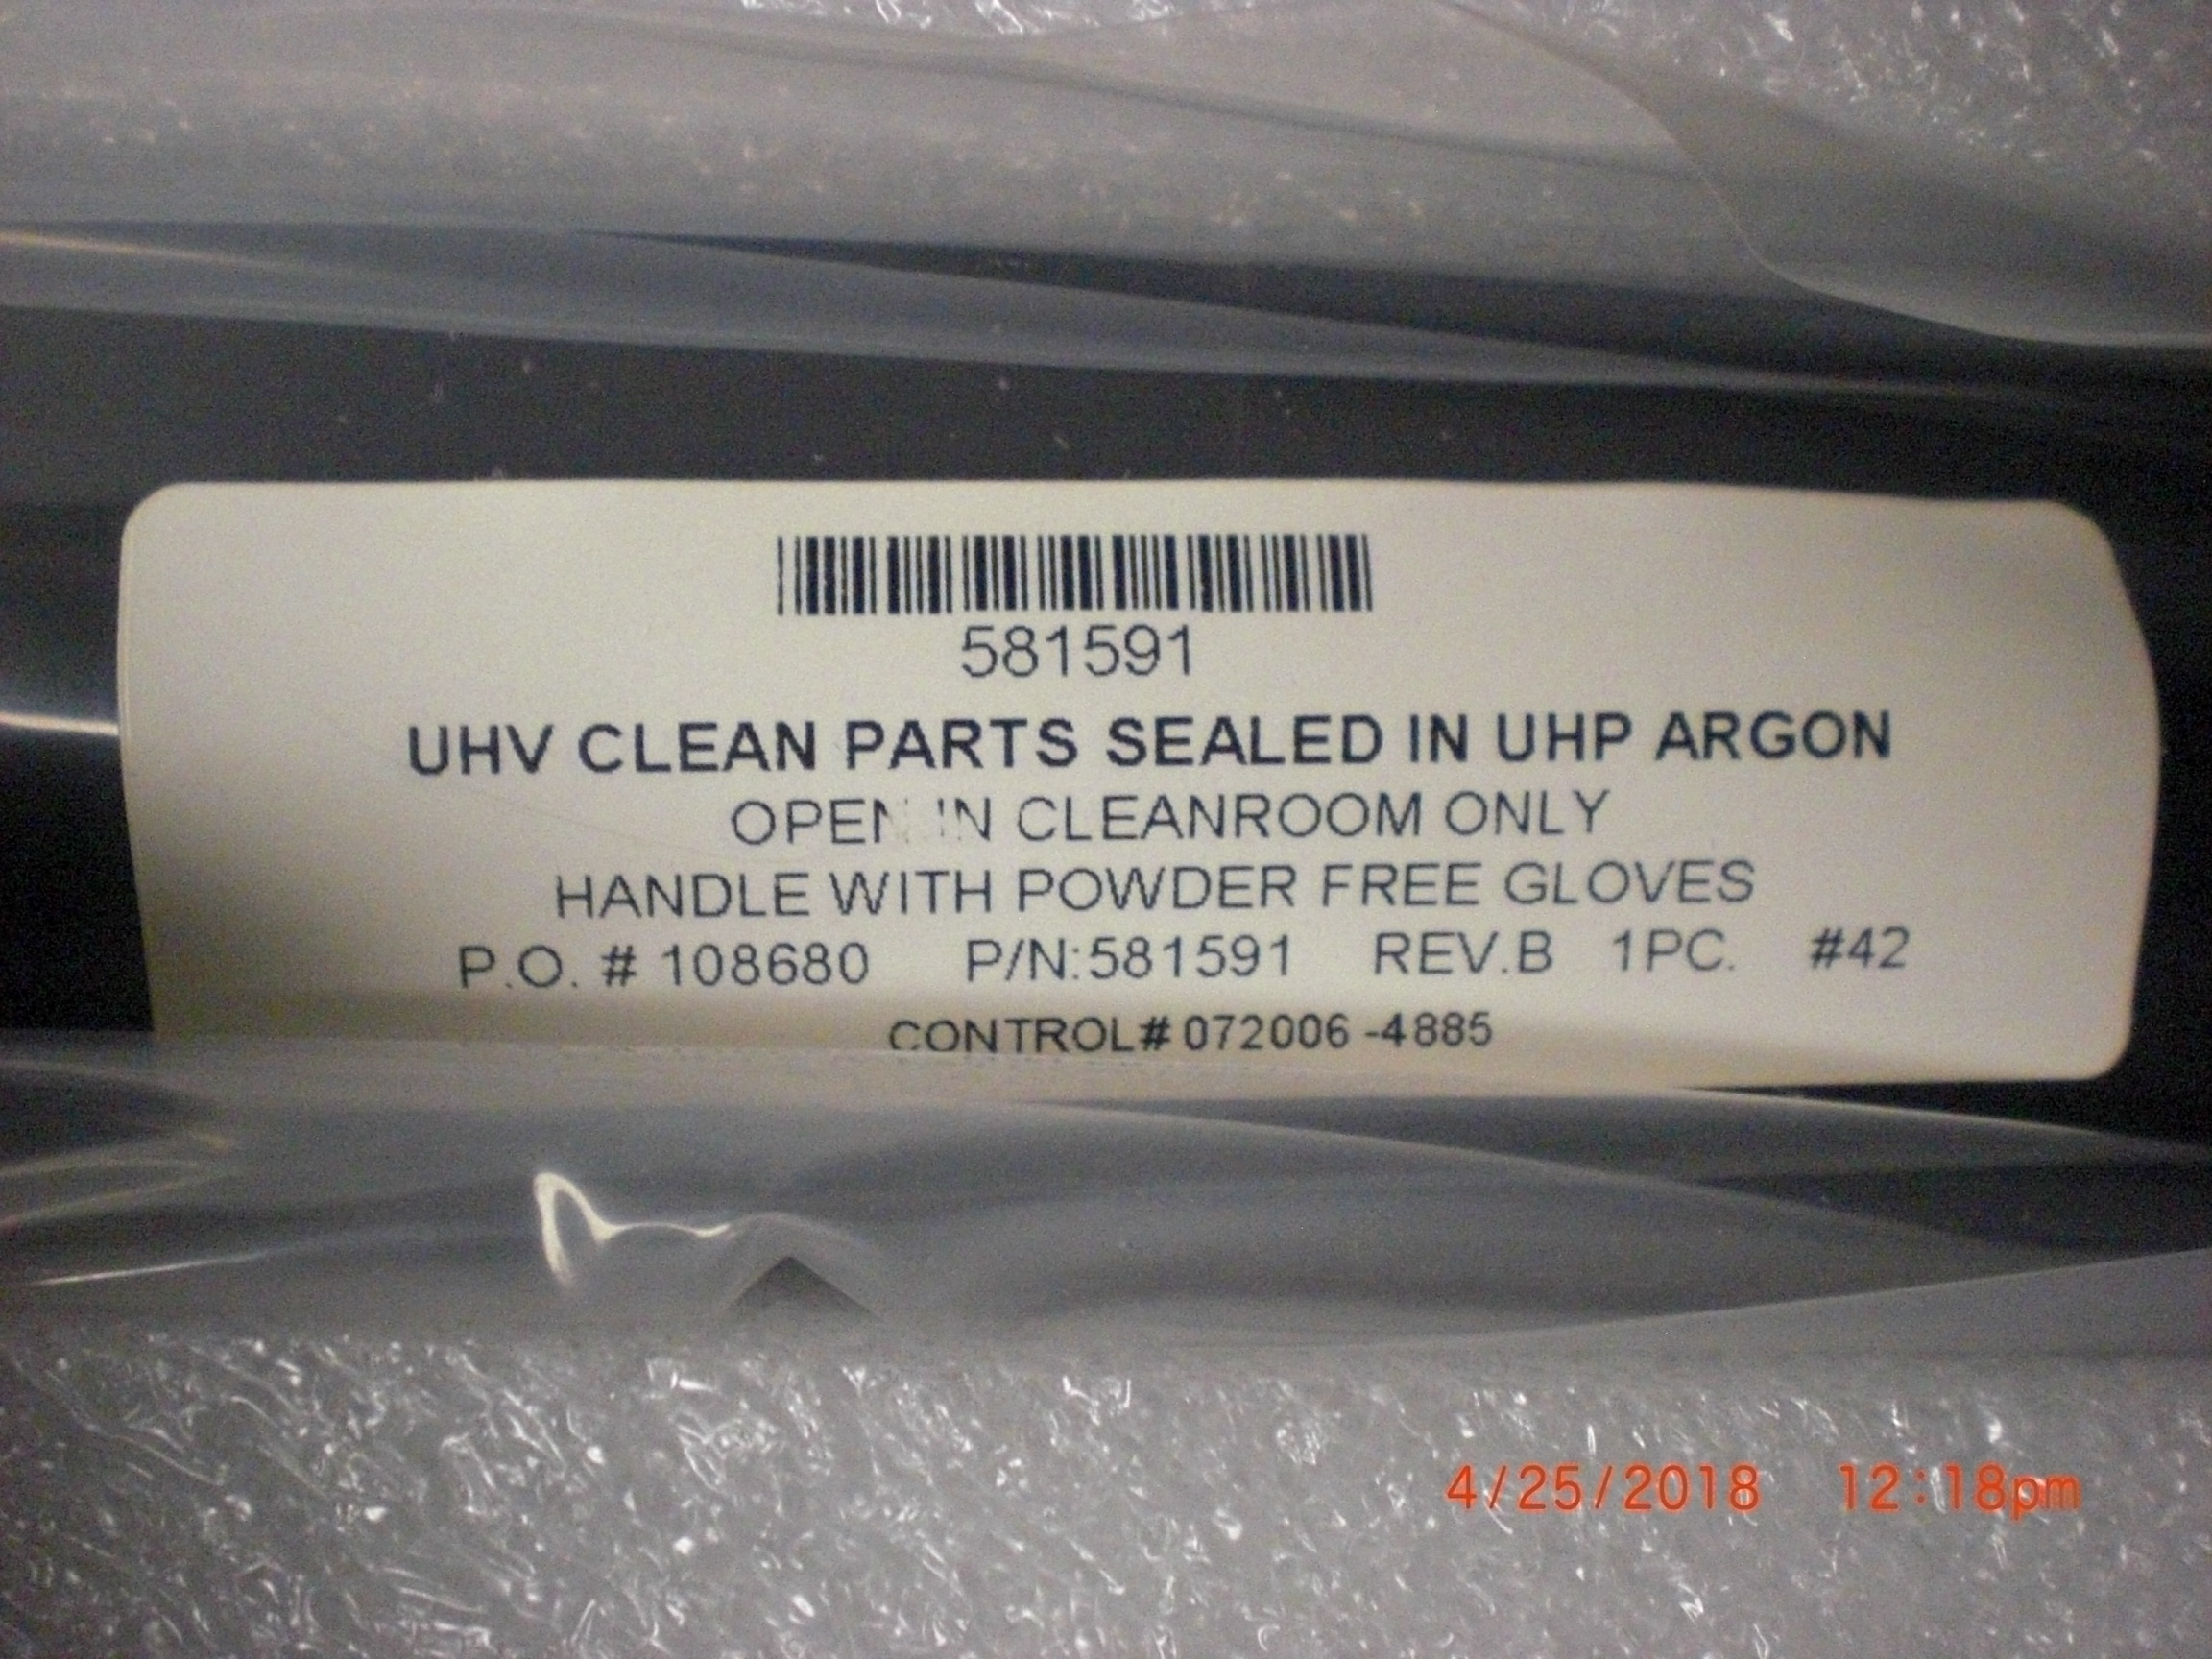 581591
UHV CLEAN PARTS SEALED IN UHP ARGON
OPEN IN CLEANROOM ONLY
HANDLE WITH POWDER FREE GLOVES
P.O. # 108680 P/N:581591 REV.B 1PC. #42
CONTROL# 072006 -4885
4/25/2018 12:18pm